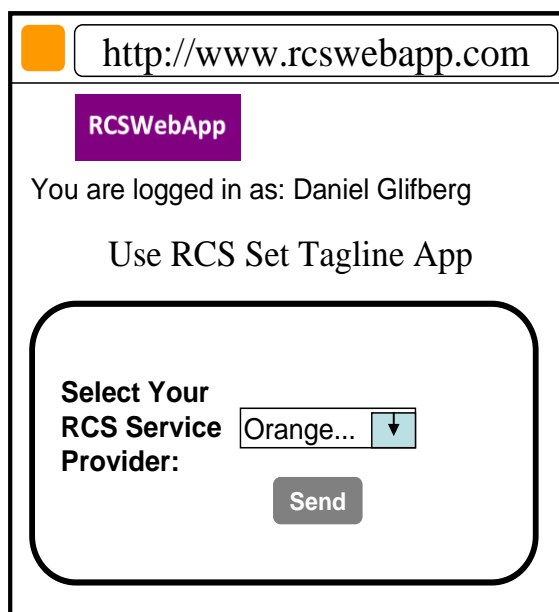 http://www.rcswebapp.com
RCSWebApp
You are logged in as: Daniel Glifberg
Use RCS Set Tagline App
Select Your
RCS Service
Provider:
Orange...
Send